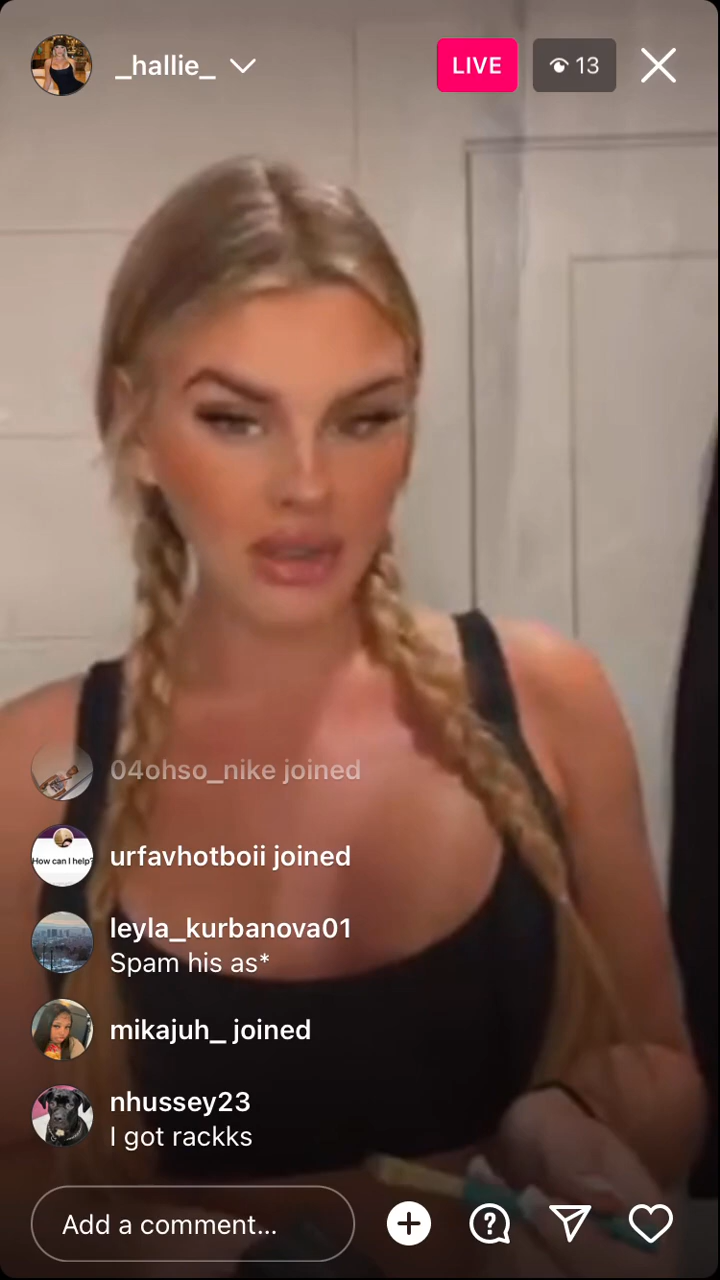 _hallie_
LIVE
13
04ohso_nike joined
How can I help?
urfavhotboii joined
leyla_kurbanova01
Spam his as*
mikajuh_ joined
nhussey23
I got rackks
Add a comment...